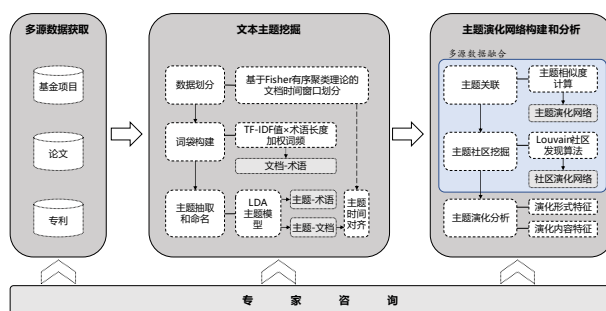 多源数据获取
基金项目
论文
专利
文本主题挖掘
数据划分
基于Fisher有序聚类理论的
文档时间窗口划分
词袋构建
TF-IDF值×术语长度
加权词频
文档-术语
主题抽取
和命名
LDA
主题模
型
主题-术语
主题-文档
主题
时间
对齐
主题演化网络构建和分析
多源数据融合
主题关联
主题相似度
计算
主题演化网络
主题社区挖掘
Louvain社区
发现算法
社区演化网络
主题演化分析
演化形式特征
演化内容特征
专 家 咨 询